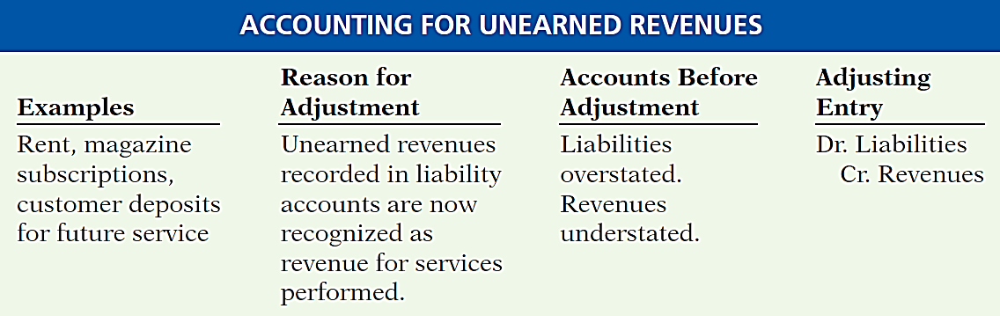 ACCOUNTING FOR UNEARNED REVENUES
Examples
Reason for
Adjustment
Accounts Before
Adjustment
Adjusting
Entry
Rent, magazine
subscriptions,
customer deposits
for future service
Unearned revenues
recorded in liability
accounts are now
recognized as
revenue for services
performed.
Liabilities
overstated.
Revenues
understated.
Dr. Liabilities
Cr. Revenues